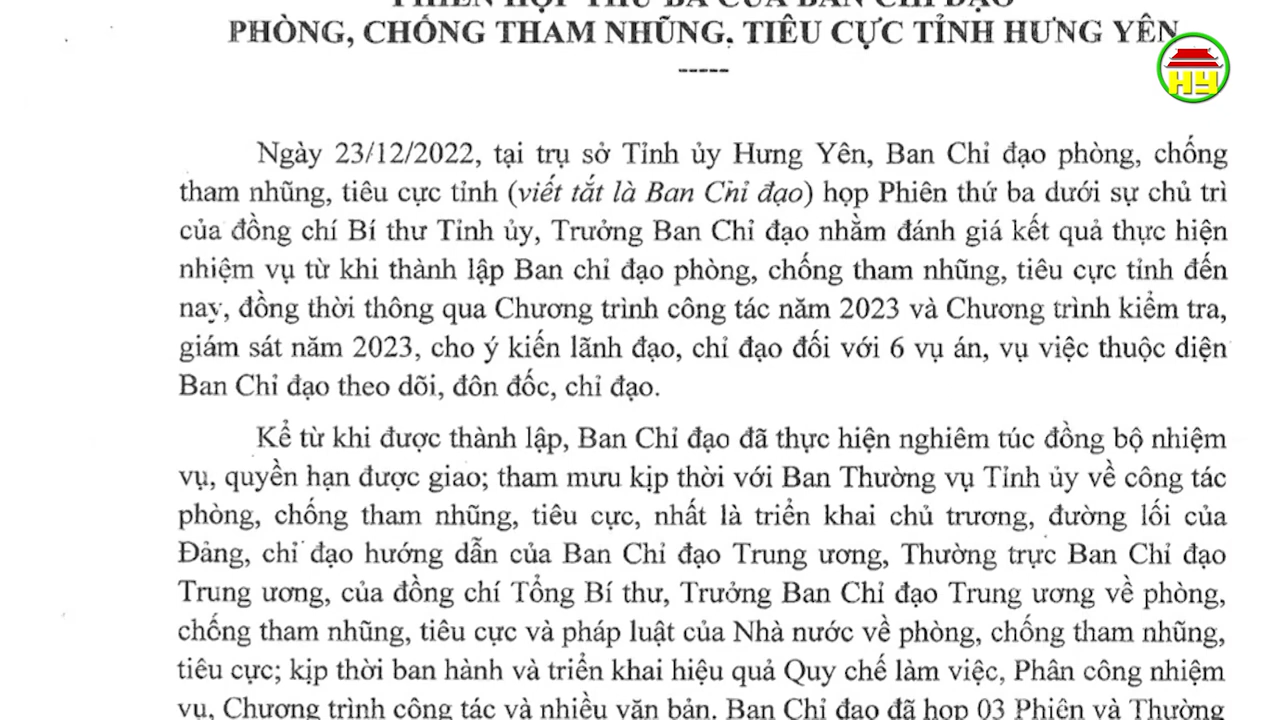 PHIÊN HỌP THỨ BA CỦA BAN CHỈ ĐẠO
PHÒNG, CHỐNG THAM NHŨNG, TIÊU CỰC TỈNH HƯNG YÊN
-----
HY
Ngày 23/12/2022, tại trụ sở Tỉnh ủy Hưng Yên, Ban Chỉ đạo phòng, chống
tham nhũng, tiêu cực tỉnh (viết tắt là Ban Chỉ đạo) họp Phiên thứ ba dưới sự chủ trì
của đồng chí Bí thư Tỉnh ủy, Trưởng Ban Chỉ đạo nhằm đánh giá kết quả thực hiện
nhiệm vụ từ khi thành lập Ban chỉ đạo phòng, chống tham nhũng, tiêu cực tỉnh đến
nay, đồng thời thông qua Chương trình công tác năm 2023 và Chương trình kiểm tra,
giám sát năm 2023, cho ý kiến lãnh đạo, chỉ đạo đối với 6 vụ án, vụ việc thuộc diện
Ban Chỉ đạo theo dõi, đôn đốc, chỉ đạo.
Kể từ khi được thành lập, Ban Chỉ đạo đã thực hiện nghiêm túc đồng bộ nhiệm
vụ, quyền hạn được giao; tham mưu kịp thời với Ban Thường vụ Tỉnh ủy về công tác
phòng, chống tham nhũng, tiêu cực, nhất là triển khai chủ trương, đường lối của
Đảng, chỉ đạo hướng dẫn của Ban Chỉ đạo Trung ương, Thường trực Ban Chỉ đạo
Trung ương, của đồng chí Tổng Bí thư, Trưởng Ban Chỉ đạo Trung ương về phòng,
chống tham nhũng, tiêu cực và pháp luật của Nhà nước về phòng, chống tham nhũng,
tiêu cực; kịp thời ban hành và triển khai hiệu quả Quy chế làm việc, Phân công nhiệm
vụ, Chương trình công tác và nhiều văn bản. Ban Chỉ đạo đã họp 03 Phiên và Thường